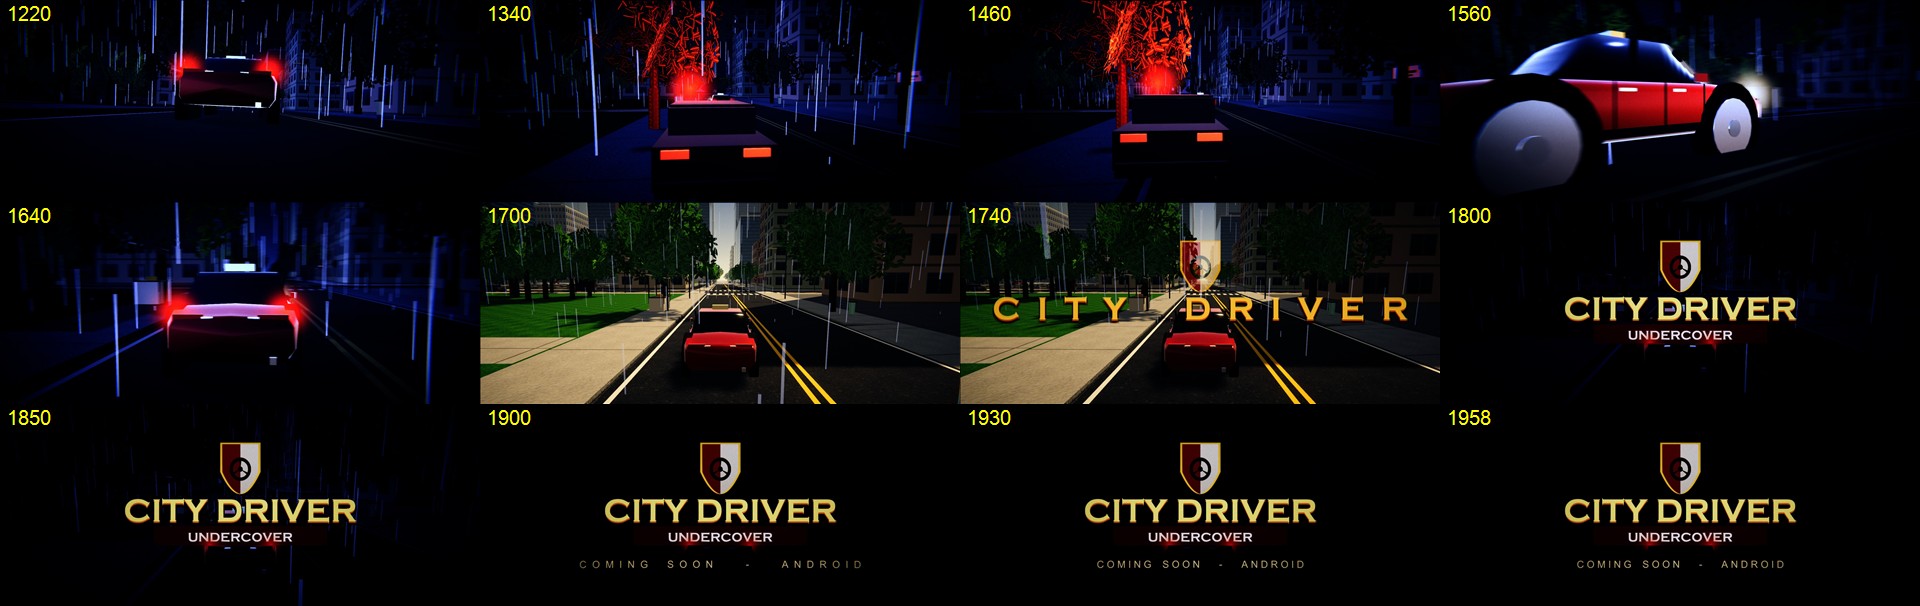 1220
1340
1460
1560
1640
1700
1740
CITY DRIVER
1800
CITY DRIVER
UNDERCOVER
1850
CITY DRIVER
UNDERCOVER
1900
CITY DRIVER
UNDERCOVER
COMING SOON - ANDROID
1930
CITY DRIVER
UNDERCOVER
COMING SOON - ANDROID
1958
CITY DRIVER
UNDERCOVER
COMING SOON - ANDROID